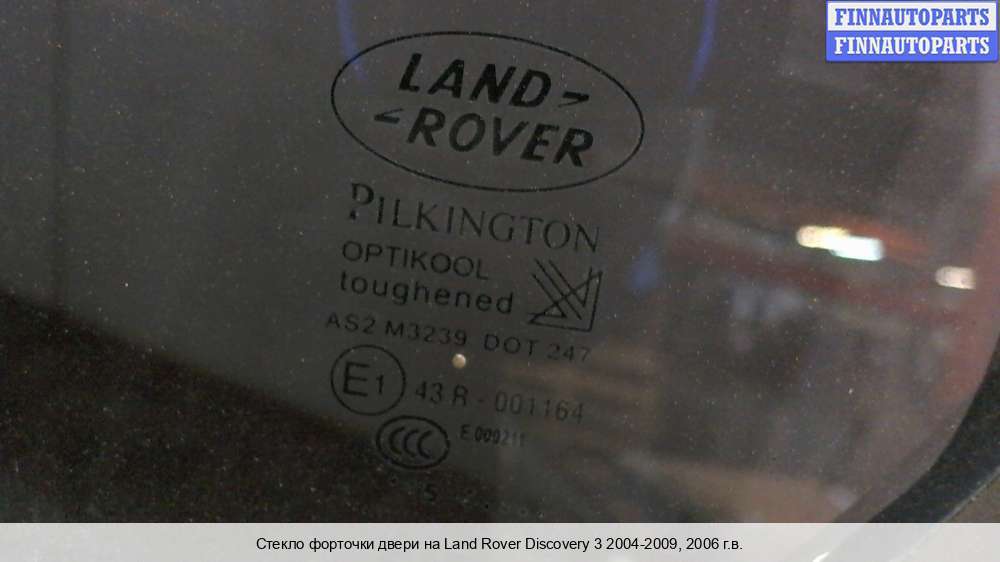 FINNAUTOPARTS
FINNAUTOPARTS
LAND
ROVER
PILKINGTON
OPTIKOOL
toughened
AS2 M3239 DOT 247
E1 43 R - 001164
CCC E 000211
5
Стекло форточки двери на Land Rover Discovery 3 2004-2009, 2006 г.в.